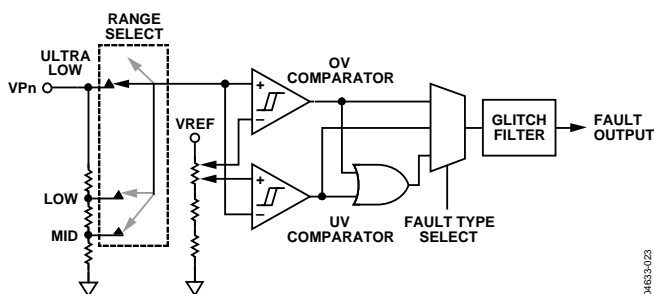 RANGE
SELECT
ULTRA
LOW
VPn
LOW
MID
VREF
OV
COMPARATOR
+
–
+
–
UV
COMPARATOR
FAULT TYPE
SELECT
GLITCH
FILTER
FAULT
OUTPUT
04633-023